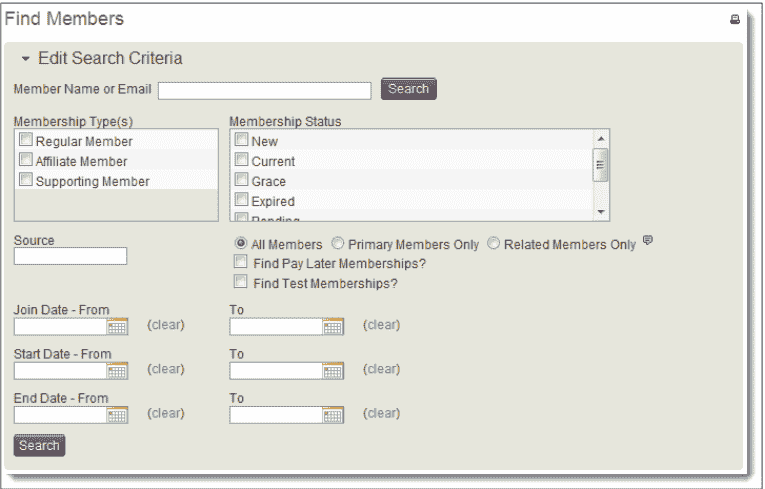 Find Members
Edit Search Criteria
Member Name or Email Search
Membership Type(s) Membership Status
Regular Member New
Affiliate Member Current
Supporting Member Grace
Expired
Pending
Source All Members Primary Members Only Related Members Only
Find Pay Later Memberships?
Find Test Memberships?
Join Date - From To
(clear) (clear)
Start Date - From To
(clear) (clear)
End Date - From To
(clear) (clear)
Search